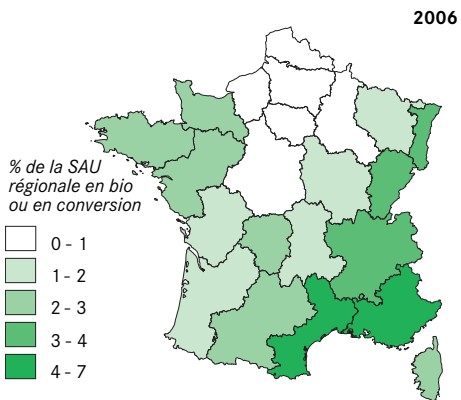 2006
% de la SAU
régionale en bio
ou en conversion
0 - 1
1 - 2
2 - 3
3 - 4
4 - 7